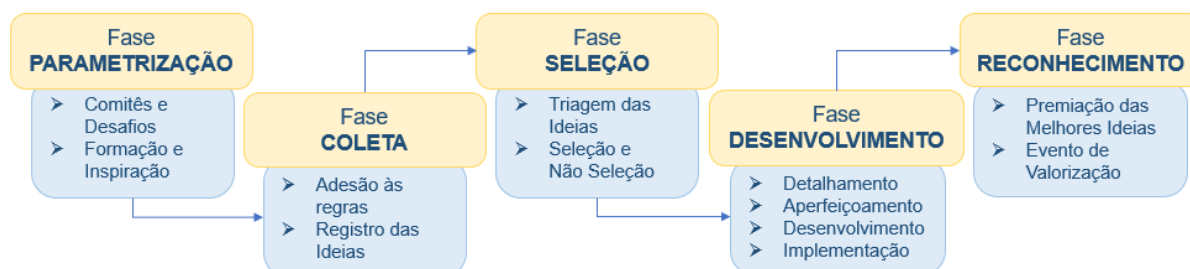 Fase
PARAMETRIZAÇÃO
➢ Comitês e
Desafios
➢ Formação e
Inspiração
Fase
COLETA
➢ Adesão às
regras
➢ Registro das
Ideias
Fase
SELEÇÃO
➢ Triagem das
Ideias
➢ Seleção e
Não Seleção
Fase
DESENVOLVIMENTO
➢ Detalhamento
➢ Aperfeiçoamento
➢ Desenvolvimento
➢ Implementação
Fase
RECONHECIMENTO
➢ Premiação das
Melhores Ideias
➢ Evento de
Valorização